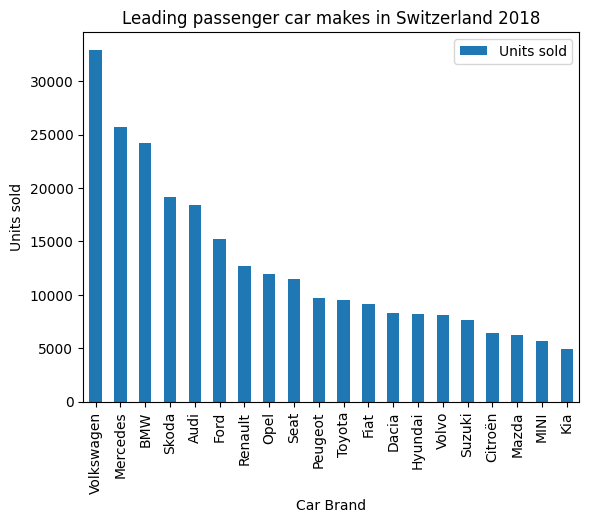 Leading passenger car makes in Switzerland 2018
Units sold
Units sold
30000
25000
20000
15000
10000
5000
0
Volkswagen
Mercedes
BMW
Skoda
Audi
Ford
Renault
Opel
Seat
Peugeot
Toyota
Fiat
Dacia
Hyundai
Volvo
Suzuki
Citroën
Mazda
MINI
Kia
Car Brand